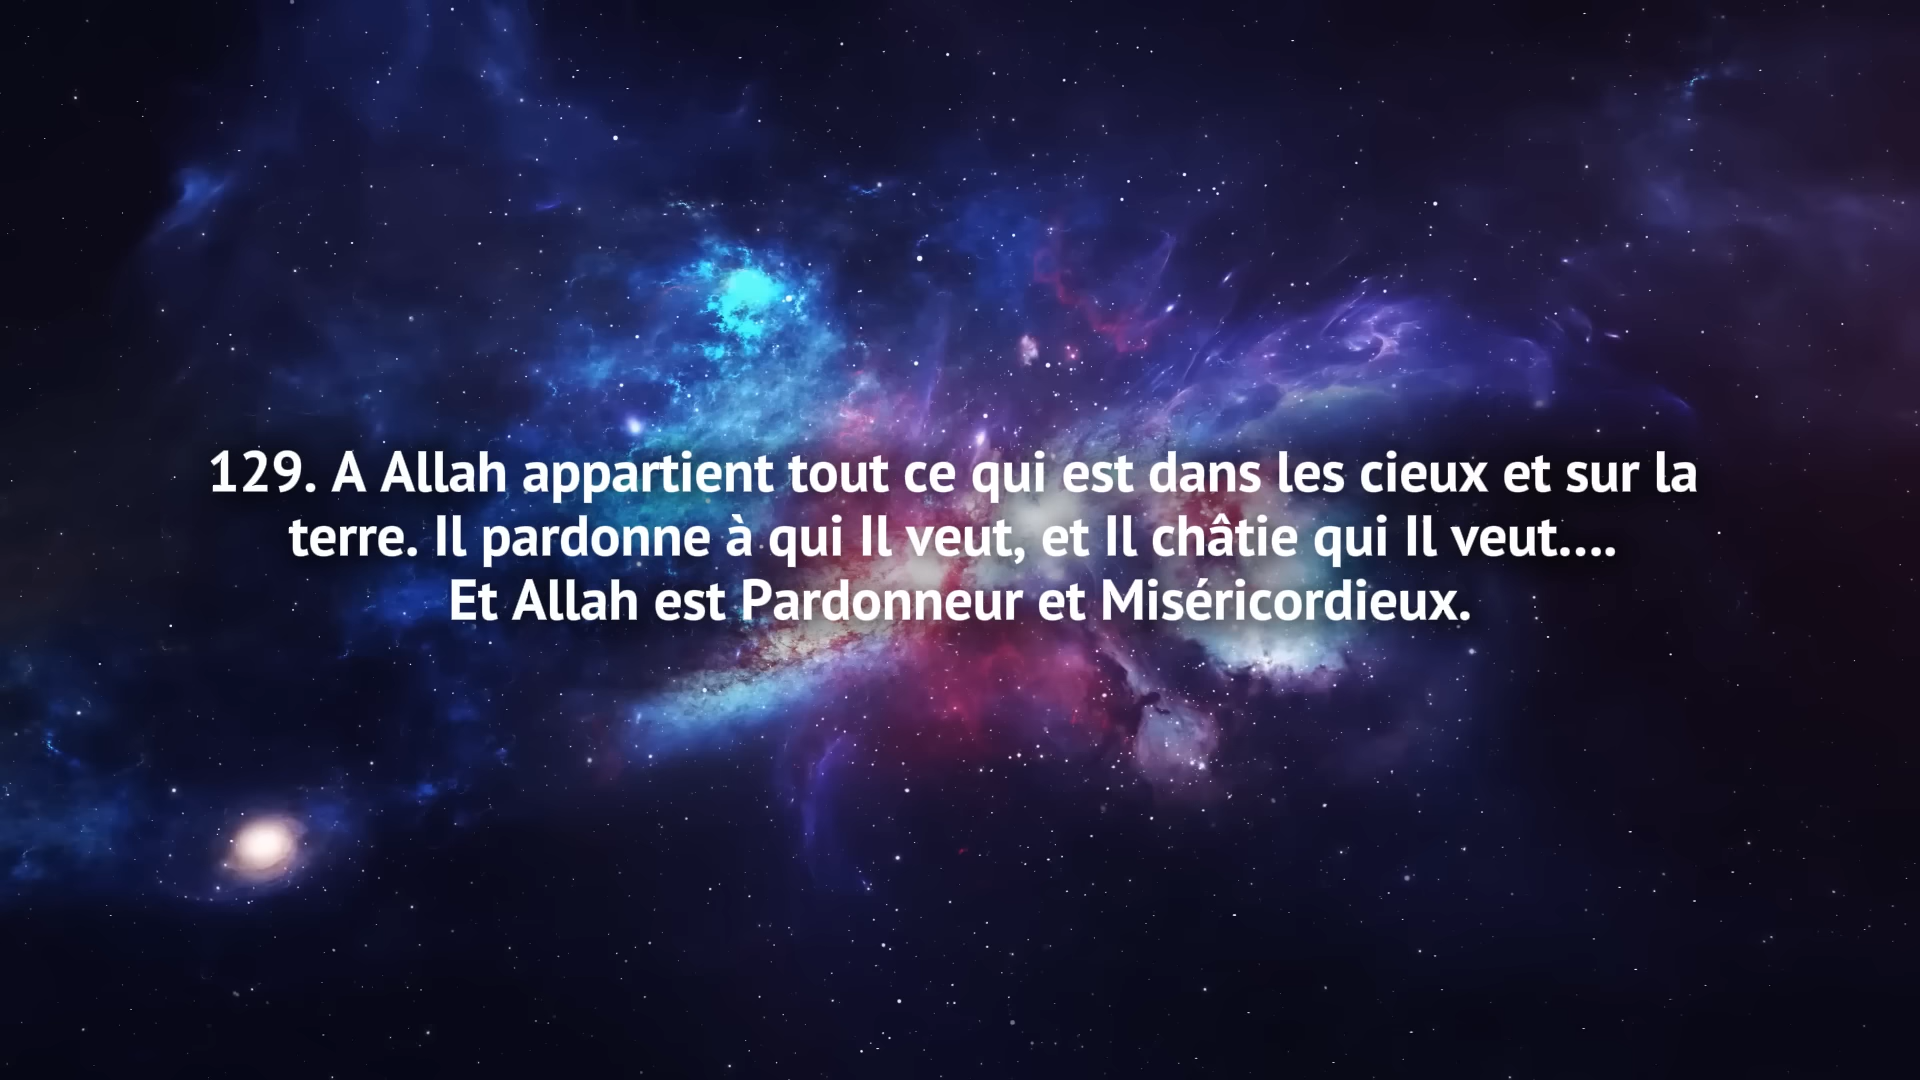 129. A Allah appartient tout ce qui est dans les cieux et sur la
terre. Il pardonne à qui Il veut, et Il châtie qui Il veut....
Et Allah est Pardonneur et Miséricordieux.